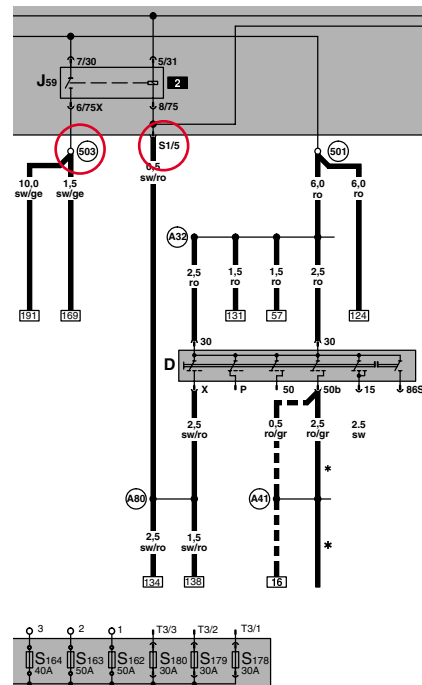 7/30 5/31
J59 2
6/75X 8/75
503 S1/5 501
10,0 sw/ge
1,5 sw/ge
0,5 sw/ro
6,0 ro
6,0 ro
A32
2,5 ro
1,5 ro
1,5 ro
2,5 ro
191 169 131 57 124
30 30
D
X P 50 50b 15 86S
2,5 sw/ro
0,5 ro/gr
2,5 ro/gr
2.5 sw
*
A80 A41
*
2,5 sw/ro
1,5 sw/ro
134 138 16
3 2 1 T3/3 T3/2 T3/1
S164 S163 S162 S180 S179 S178
40A 50A 50A 30A 30A 30A